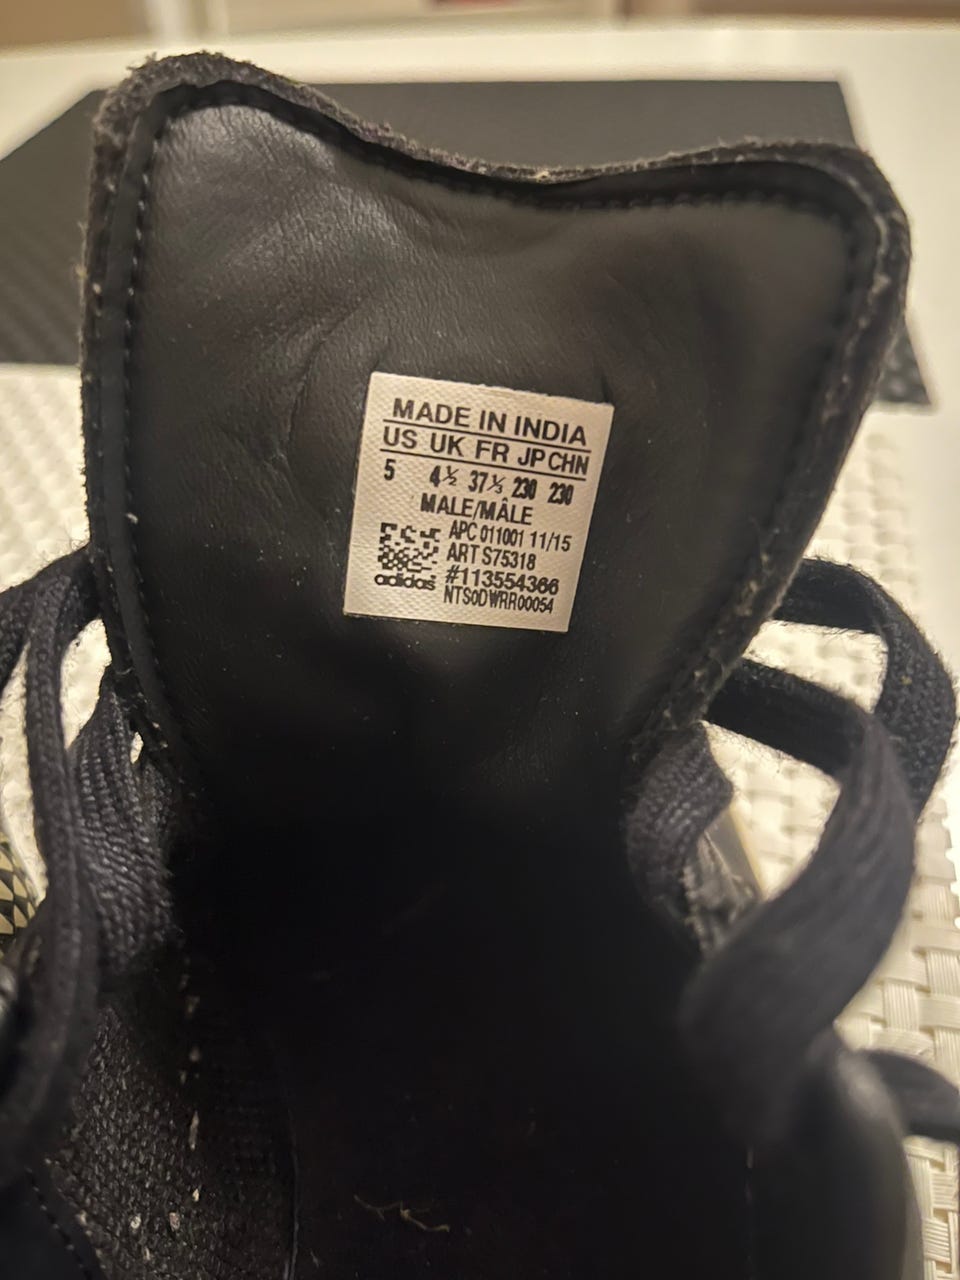 MADE IN INDIA
US UK FR JP CHN
5 4½ 37⅓ 230 230
MALE/MÂLE
APC 011001 11/15
ART S75318
#113554366
adidas
NTS0DWRR00054